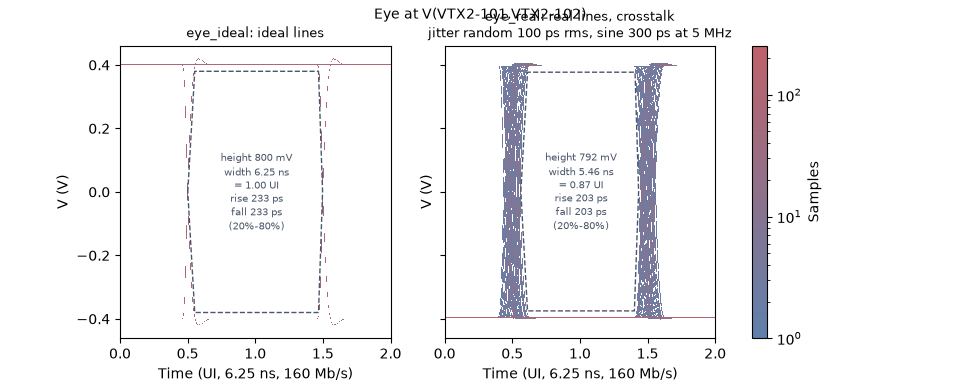 Eye at V(VTX2-101,VTX2-102)
eye_real: real lines, crosstalk
eye_ideal: ideal lines
jitter random 100 ps rms, sine 300 ps at 5 MHz
0.4
0.2
0.0
−0.2
−0.4
V (V)
height 800 mV
width 6.25 ns
= 1.00 UI
rise 233 ps
fall 233 ps
(20%-80%)
0.0
0.5
1.0
1.5
2.0
Time (UI, 6.25 ns, 160 Mb/s)
V (V)
height 792 mV
width 5.46 ns
= 0.87 UI
rise 203 ps
fall 203 ps
(20%-80%)
0.0
0.5
1.0
1.5
2.0
Time (UI, 6.25 ns, 160 Mb/s)
10²
10¹
10⁰
Samples